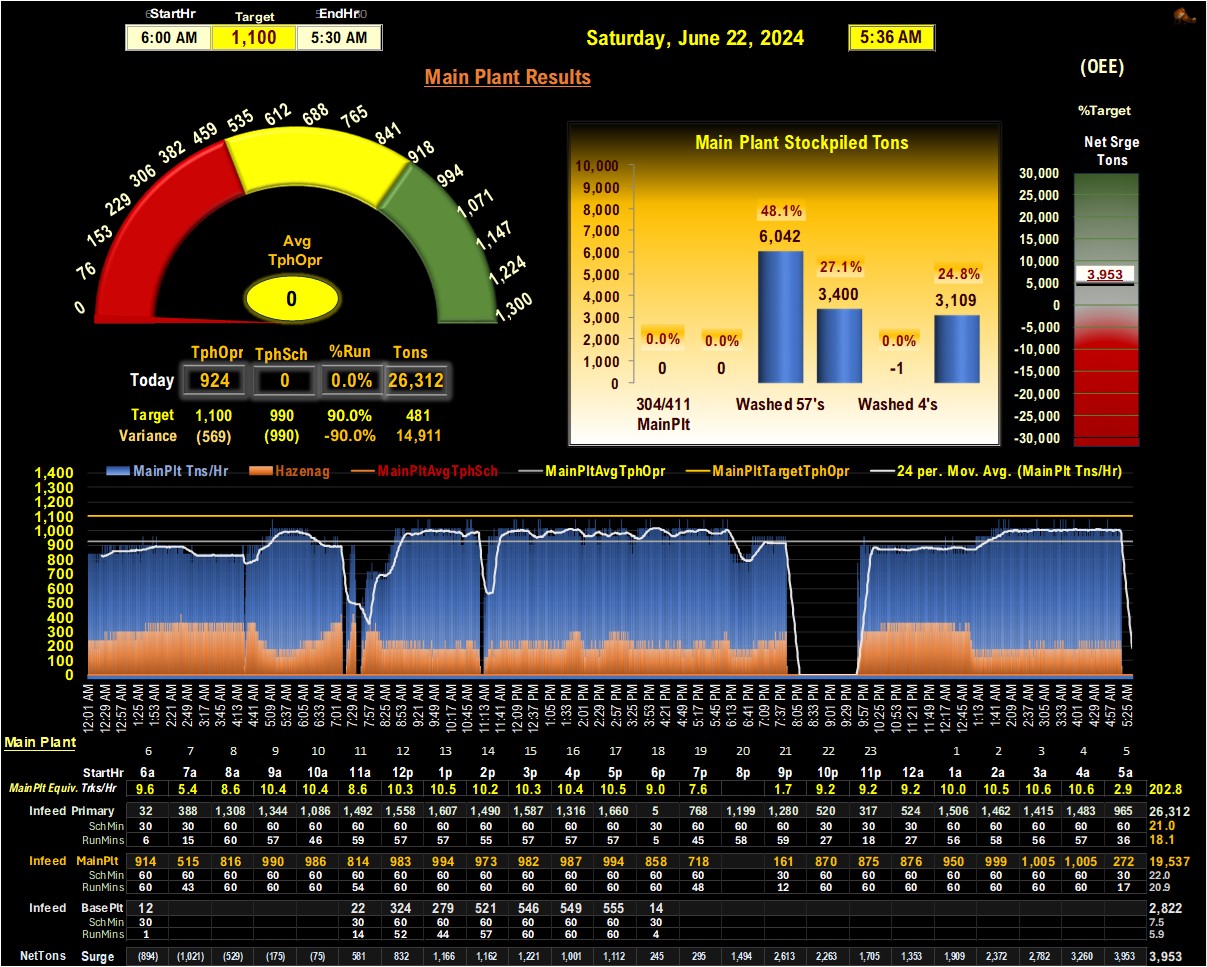 StartHr Target EndHr
6:00 AM 1,100 5:30 AM
Saturday, June 22, 2024 5:36 AM
(OEE)
Main Plant Results
%Target
Net Srge
Tons
0 76 153 229 306 382 459 535 612 688 765 841 918 994 1,071 1,147 1,224 1,300
Avg
TphOpr
0
TphOpr TphSch %Run Tons
Today 924 0 0.0% 26,312
Target 1,100 990 90.0% 481
Variance (569) (990) -90.0% 14,911
Main Plant Stockpiled Tons
10,000
9,000
8,000
7,000
6,000
5,000
4,000
3,000
2,000
1,000
0
0.0% 0.0% 48.1% 27.1% 0.0% 24.8%
0 0 6,042 3,400 -1 3,109
304/411 Washed 57's Washed 4's
MainPlt
30,000
25,000
20,000
15,000
10,000
3,953
5,000
0
-5,000
-10,000
-15,000
-20,000
-25,000
-30,000
MainPlt Tns/Hr Hazenag MainPltAvgTphSch MainPltAvgTphOpr MainPltTargetTphOpr 24 per. Mov. Avg. (MainPlt Tns/Hr)
1,400
1,300
1,200
1,100
1,000
900
800
700
600
500
400
300
200
100
0
12:01 AM 12:29 AM 12:57 AM 1:25 AM 1:53 AM 2:21 AM 2:49 AM 3:17 AM 3:45 AM 4:13 AM 4:41 AM 5:09 AM 5:37 AM 6:05 AM 6:33 AM 7:01 AM 7:29 AM 7:57 AM 8:25 AM 8:53 AM 9:21 AM 9:49 AM 10:17 AM 10:45 AM 11:13 AM 11:41 AM 12:09 PM 12:37 PM 1:05 PM 1:33 PM 2:01 PM 2:29 PM 2:57 PM 3:25 PM 3:53 PM 4:21 PM 4:49 PM 5:17 PM 5:45 PM 6:13 PM 6:41 PM 7:09 PM 7:37 PM 8:05 PM 8:33 PM 9:01 PM 9:29 PM 9:57 PM 10:25 PM 10:53 PM 11:21 PM 11:49 PM 12:17 AM 12:45 AM 1:13 AM 1:41 AM 2:09 AM 2:37 AM 3:05 AM 3:33 AM 4:01 AM 4:29 AM 4:57 AM 5:25 AM
Main Plant
6 7 8 9 10 11 12 13 14 15 16 17 18 19 20 21 22 23 1 2 3 4 5
StartHr 6a 7a 8a 9a 10a 11a 12p 1p 2p 3p 4p 5p 6p 7p 8p 9p 10p 11p 12a 1a 2a 3a 4a 5a
MainPlt Equiv. Trks/Hr 9.6 5.4 8.6 10.4 10.4 8.6 10.3 10.5 10.2 10.3 10.4 10.5 9.0 7.6 1.7 9.2 9.2 9.2 10.0 10.5 10.6 10.6 2.9 202.8
Infeed Primary 32 388 1,308 1,344 1,086 1,492 1,558 1,607 1,490 1,587 1,316 1,660 5 768 1,199 1,280 520 317 524 1,506 1,462 1,415 1,483 965 26,312
SchMin 30 30 60 60 60 60 60 60 60 60 60 60 30 60 60 60 30 30 30 60 60 60 60 60 21.0
RunMins 6 15 60 57 46 59 57 57 55 57 57 57 5 45 58 59 27 18 27 56 58 56 57 36 18.1
Infeed MainPlt 914 515 816 990 986 814 983 994 973 982 987 994 858 718 161 870 875 876 950 999 1,005 1,005 272 19,537
SchMin 60 60 60 60 60 60 60 60 60 60 60 60 60 60 30 60 60 60 60 60 60 60 30 22.0
RunMins 60 43 60 60 60 54 60 60 60 60 60 60 60 48 12 60 60 60 60 60 60 60 17 20.9
Infeed BasePlt 12 22 324 279 521 546 549 555 14 2,822
SchMin 30 30 60 60 60 60 60 60 30 7.5
RunMins 1 14 52 44 57 60 60 60 4 5.9
NetTons Surge (894) (1,021) (529) (175) (75) 581 832 1,166 1,162 1,221 1,001 1,112 245 295 1,494 2,613 2,263 1,705 1,353 1,909 2,372 2,782 3,260 3,953 3,953